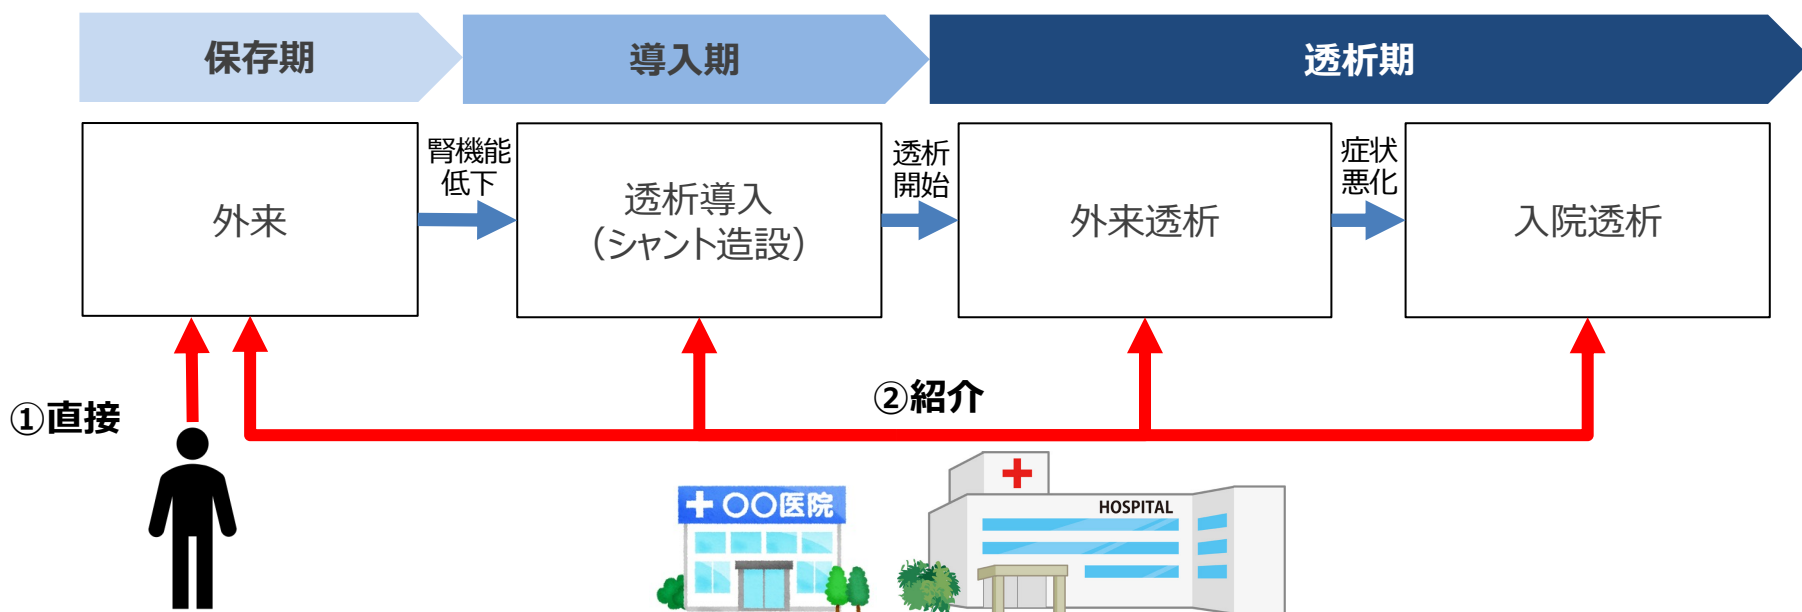 保存期
導入期
透析期
外来
腎機能
低下
透析導入
（シャント造設）
透析
開始
外来透析
症状
悪化
入院透析
①直接
②紹介
〇〇医院
HOSPITAL